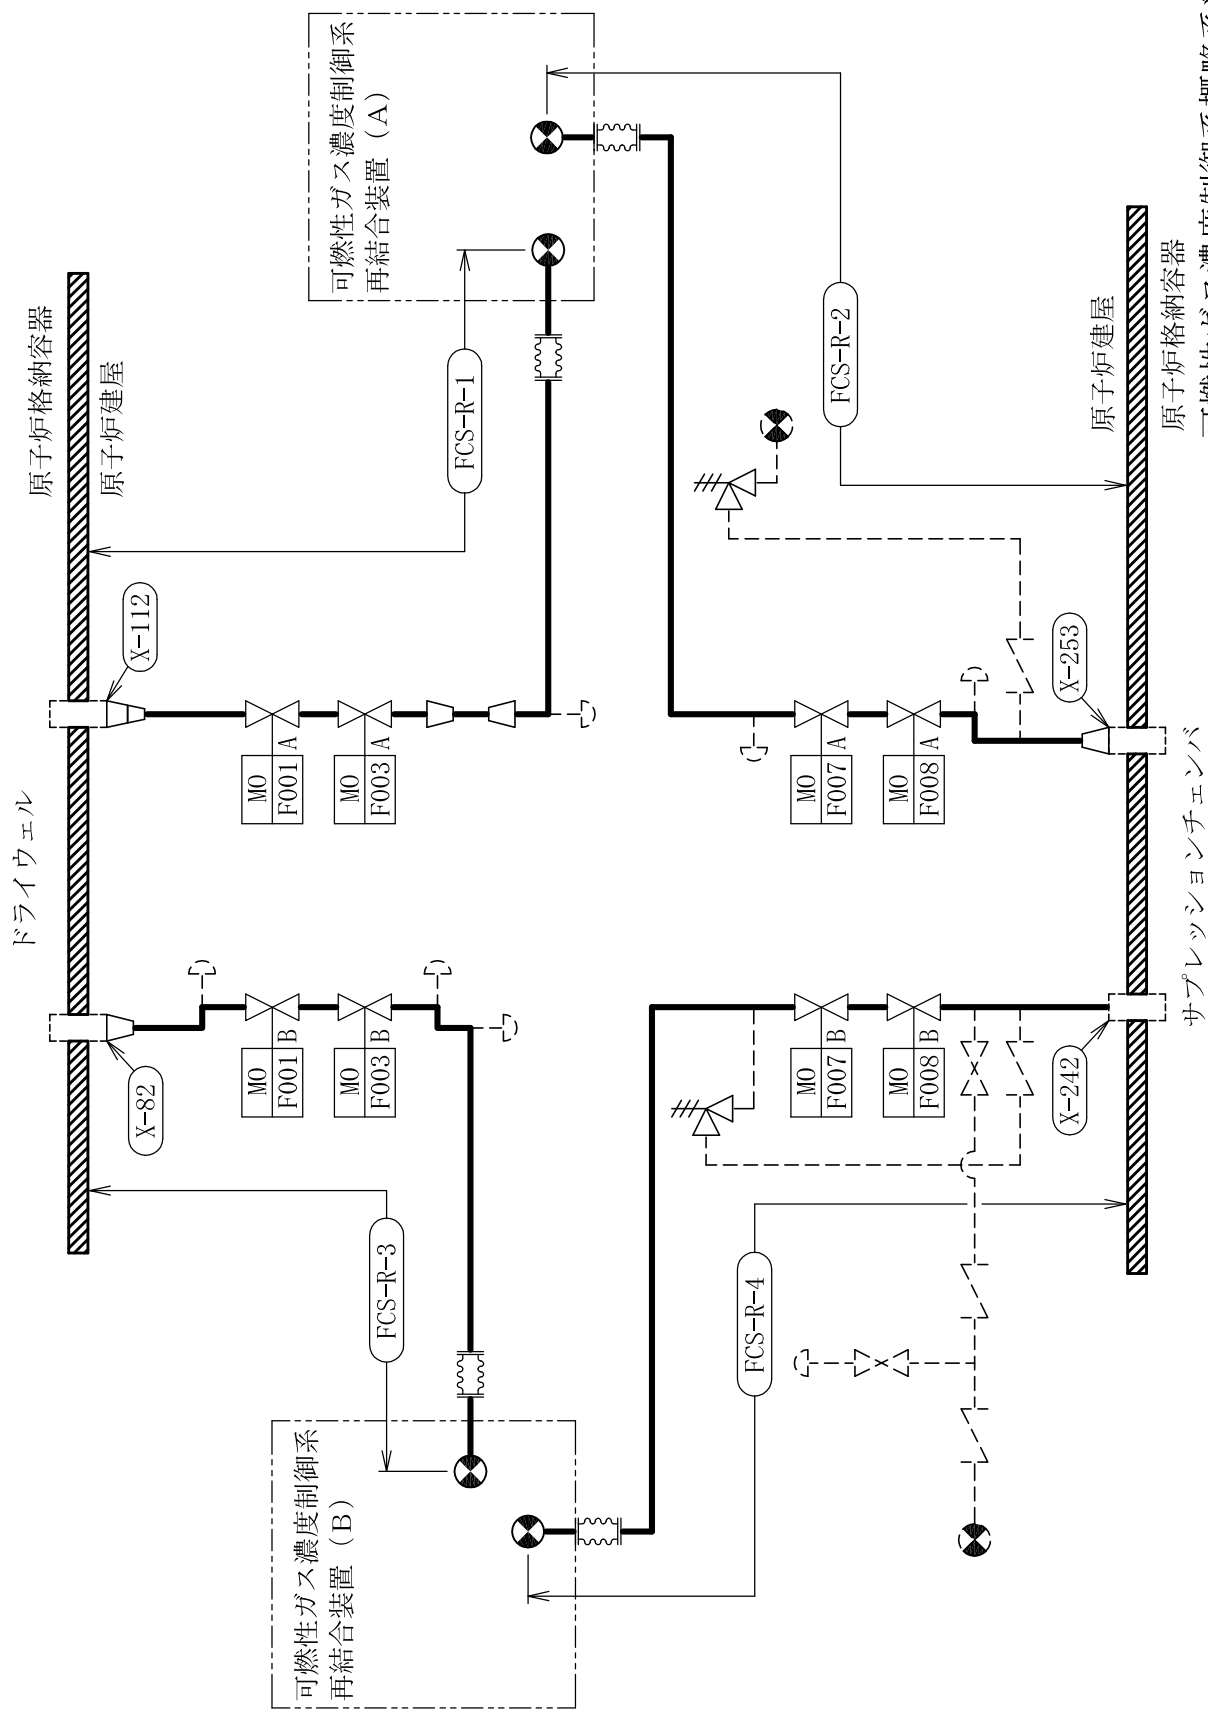 ドライウェル
原子炉格納容器
原子炉建屋
X-82
X-112
MO
F001 B
MO
F003 B
MO
F001 A
MO
F003 A
FCS-R-3
FCS-R-1
可燃性ガス濃度制御系
再結合装置(B)
可燃性ガス濃度制御系
再結合装置(A)
FCS-R-4
FCS-R-2
MO
F007 B
MO
F008 B
MO
F007 A
MO
F008 A
X-242
X-253
原子炉建屋
原子炉格納容器
サプレッションチェンバ